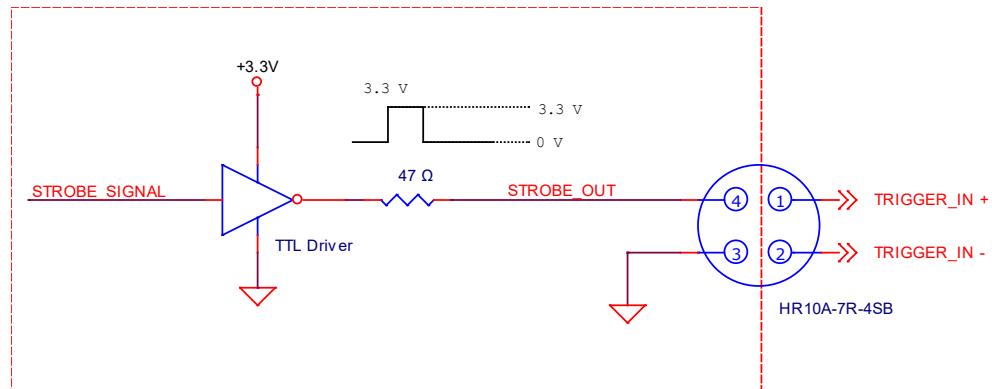 +3.3V
3.3 V
3.3 V
0 V
47 Ω
STROBE_SIGNAL
STROBE_OUT
4
1
TRIGGER_IN +
TTL Driver
3
2
TRIGGER_IN -
HR10A-7R-4SB